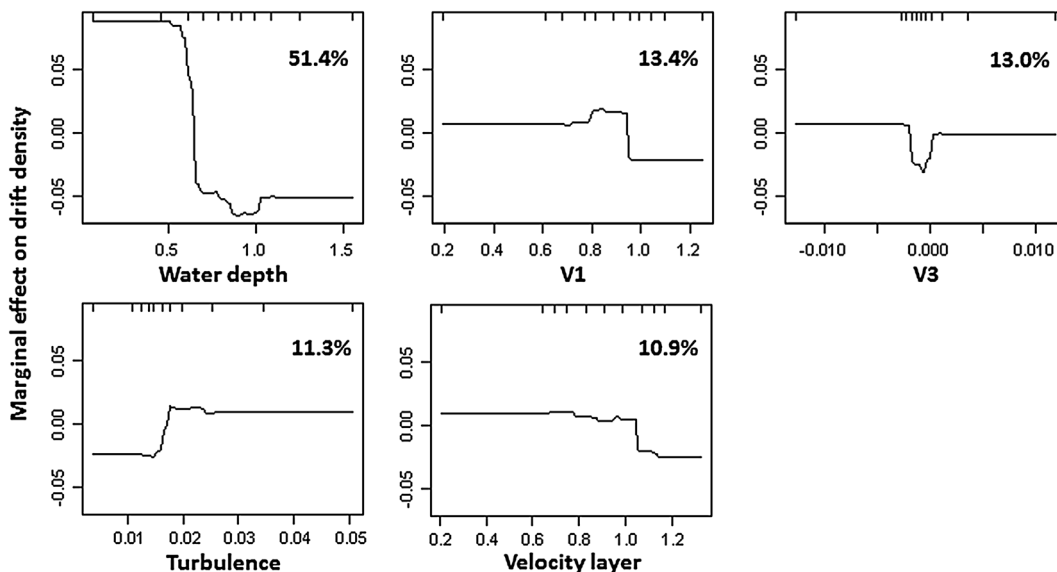 Marginal effect on drift density
0.05
0.00
-0.05
51.4%
0.5 1.0 1.5
Water depth
0.05
0.00
-0.05
13.4%
0.2 0.4 0.6 0.8 1.0 1.2
V1
0.05
0.00
-0.05
13.0%
-0.010 0.000 0.010
V3
0.05
0.00
-0.05
11.3%
0.01 0.02 0.03 0.04 0.05
Turbulence
0.05
0.00
-0.05
10.9%
0.2 0.4 0.6 0.8 1.0 1.2
Velocity layer